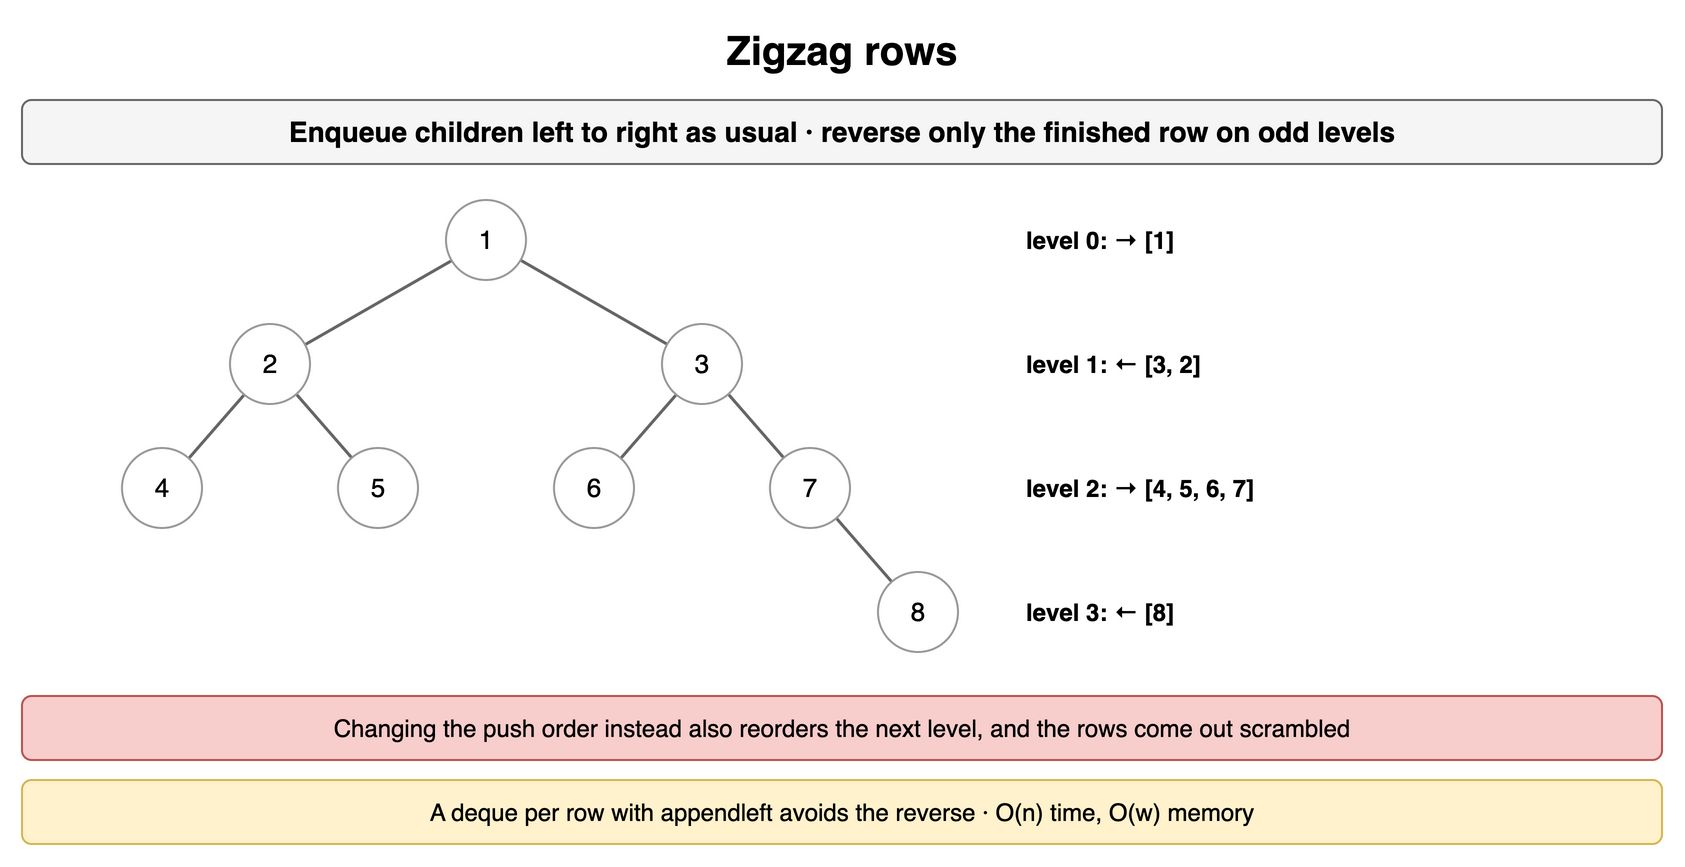 Zigzag rows
Enqueue children left to right as usual · reverse only the finished row on odd levels
1
level 0: → [1]
2
3
level 1: ← [3, 2]
4
5
6
7
level 2: → [4, 5, 6, 7]
8
level 3: ← [8]
Changing the push order instead also reorders the next level, and the rows come out scrambled
A deque per row with appendleft avoids the reverse · O(n) time, O(w) memory